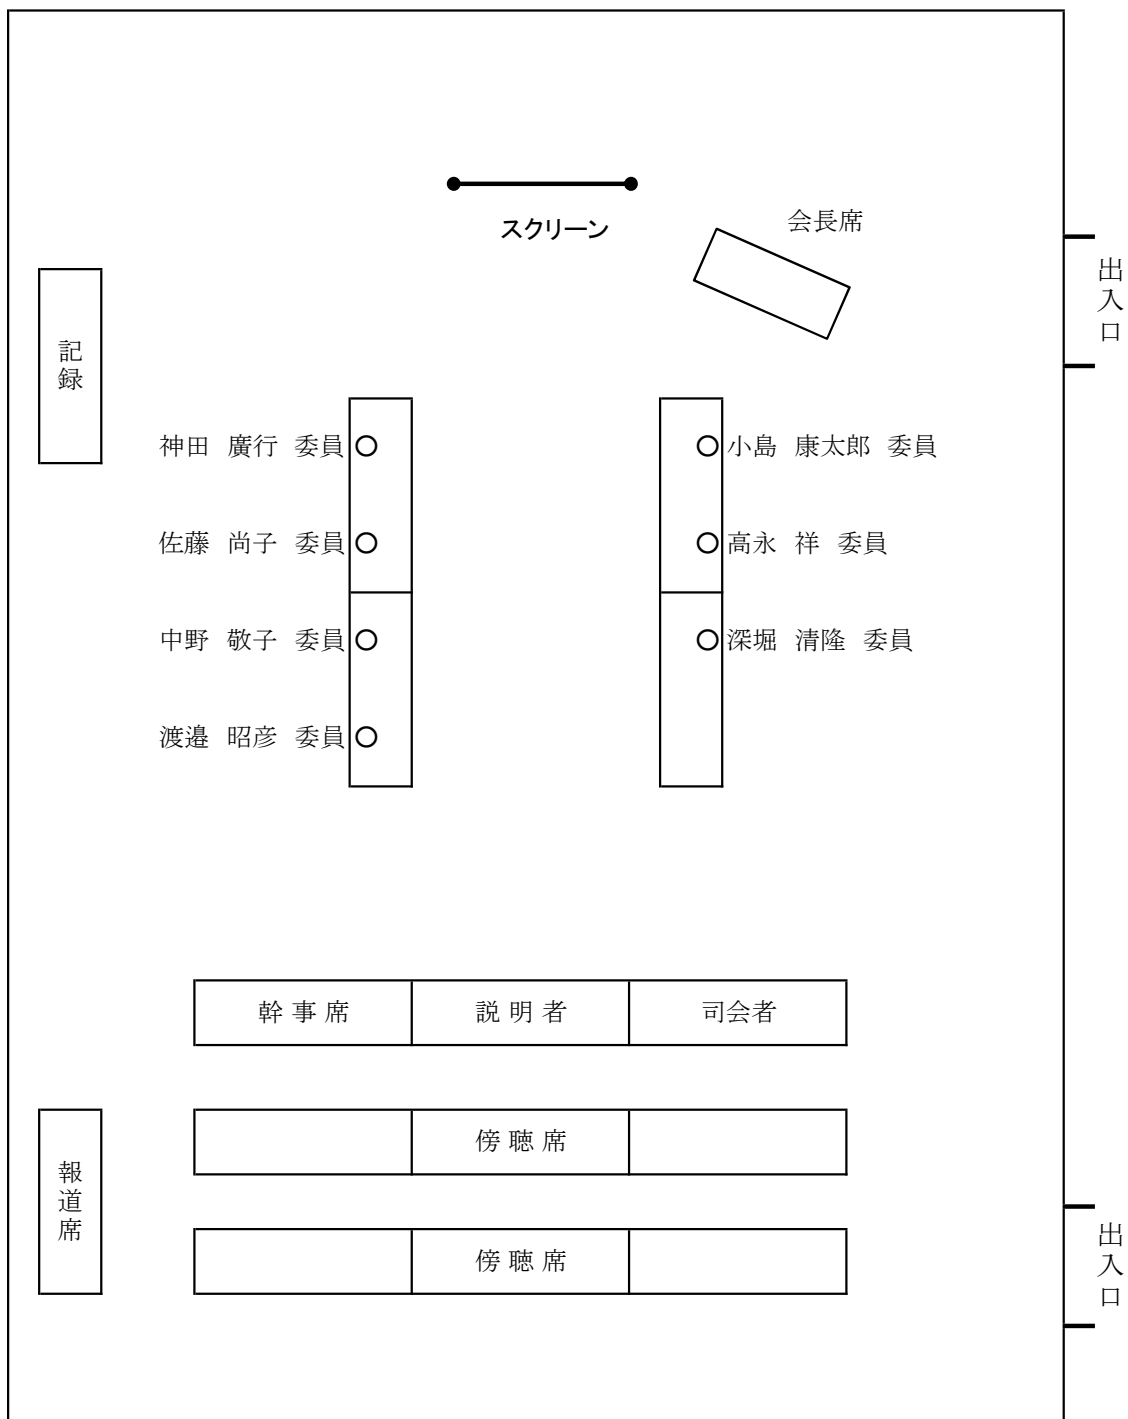 スクリーン
会長席
出入口
記録
神田 廣行 委員
小島 康太郎 委員
佐藤 尚子 委員
高永 祥 委員
中野 敬子 委員
深堀 清隆 委員
渡邉 昭彦 委員
幹事席 説明者 司会者
報道席
傍聴席
出入口
傍聴席